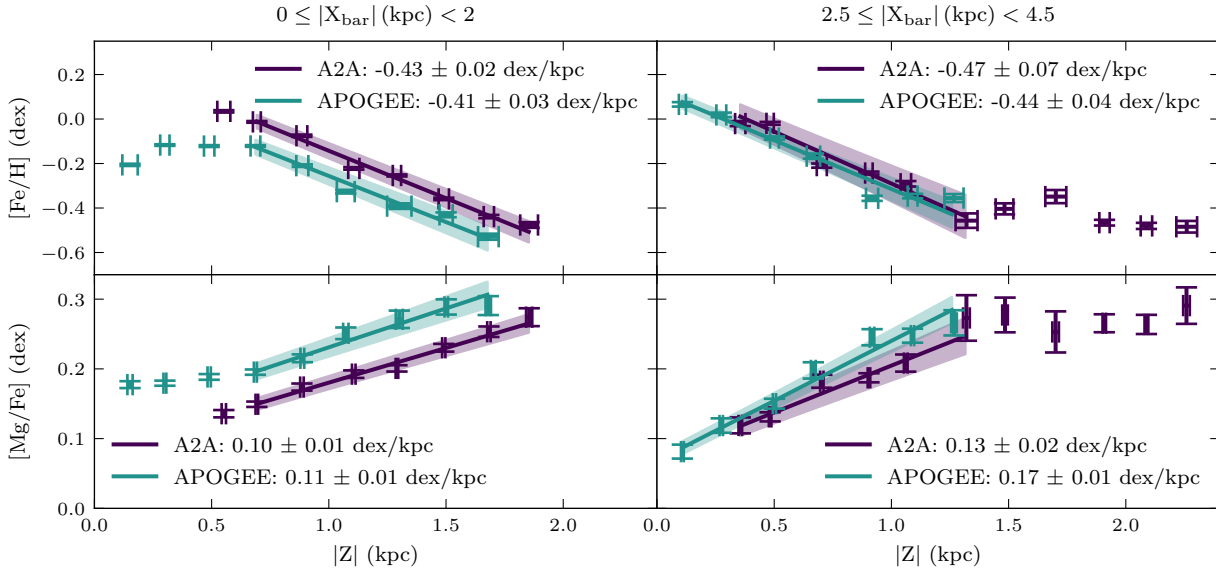 0 ≤ |X_bar| (kpc) < 2
2.5 ≤ |X_bar| (kpc) < 4.5
[Fe/H] (dex)
0.2
0.0
−0.2
−0.4
−0.6
A2A: -0.43 ± 0.02 dex/kpc
APOGEE: -0.41 ± 0.03 dex/kpc
A2A: -0.47 ± 0.07 dex/kpc
APOGEE: -0.44 ± 0.04 dex/kpc
[Mg/Fe] (dex)
0.3
0.2
0.1
0.0
A2A: 0.10 ± 0.01 dex/kpc
APOGEE: 0.11 ± 0.01 dex/kpc
A2A: 0.13 ± 0.02 dex/kpc
APOGEE: 0.17 ± 0.01 dex/kpc
0.0 0.5 1.0 1.5 2.0
0.0 0.5 1.0 1.5 2.0
|Z| (kpc)
|Z| (kpc)